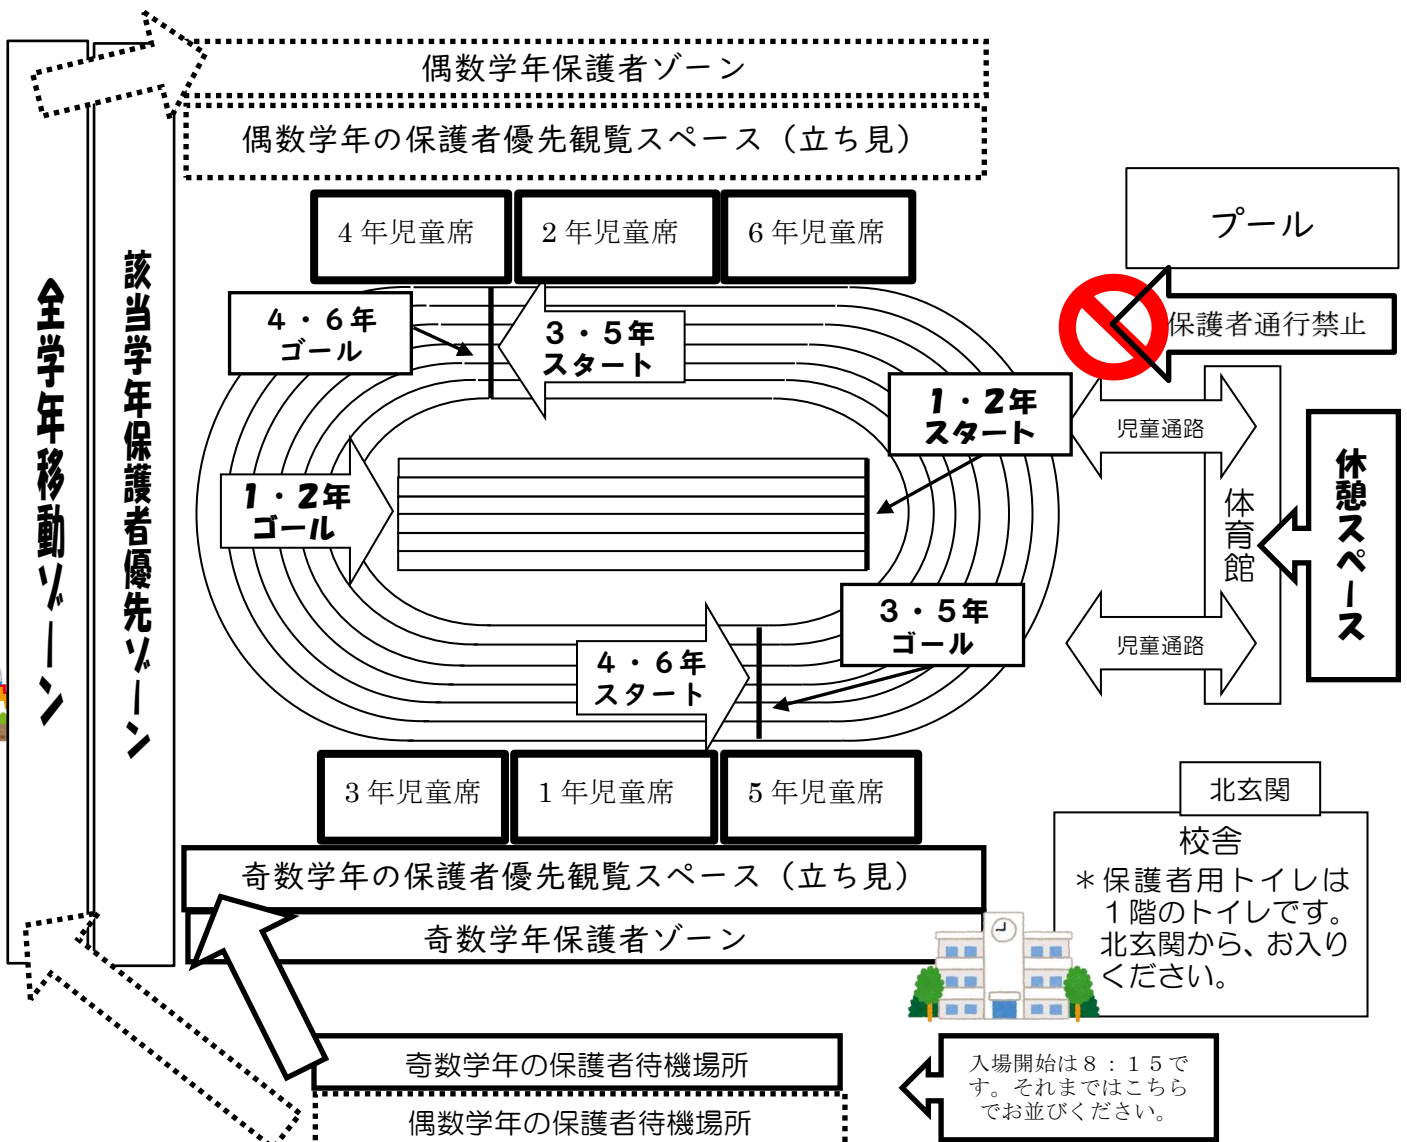 偶数学年保護者ゾーン
偶数学年の保護者優先観覧スペース（立ち見）
4年児童席
2年児童席
6年児童席
プール
保護者通行禁止
全学年移動ゾーン
該当学年保護者優先ゾーン
４・６年
ゴール
３・５年
スタート
１・２年
スタート
児童通路
休憩スペース
体育館
１・２年
ゴール
３・５年
ゴール
４・６年
スタート
児童通路
3年児童席
1年児童席
5年児童席
北玄関
校舎
＊保護者用トイレは
１階のトイレです。
北玄関から、お入り
ください。
奇数学年の保護者優先観覧スペース（立ち見）
奇数学年保護者ゾーン
奇数学年の保護者待機場所
偶数学年の保護者待機場所
入場開始は８：１５で
す。それまではこちら
でお並びください。